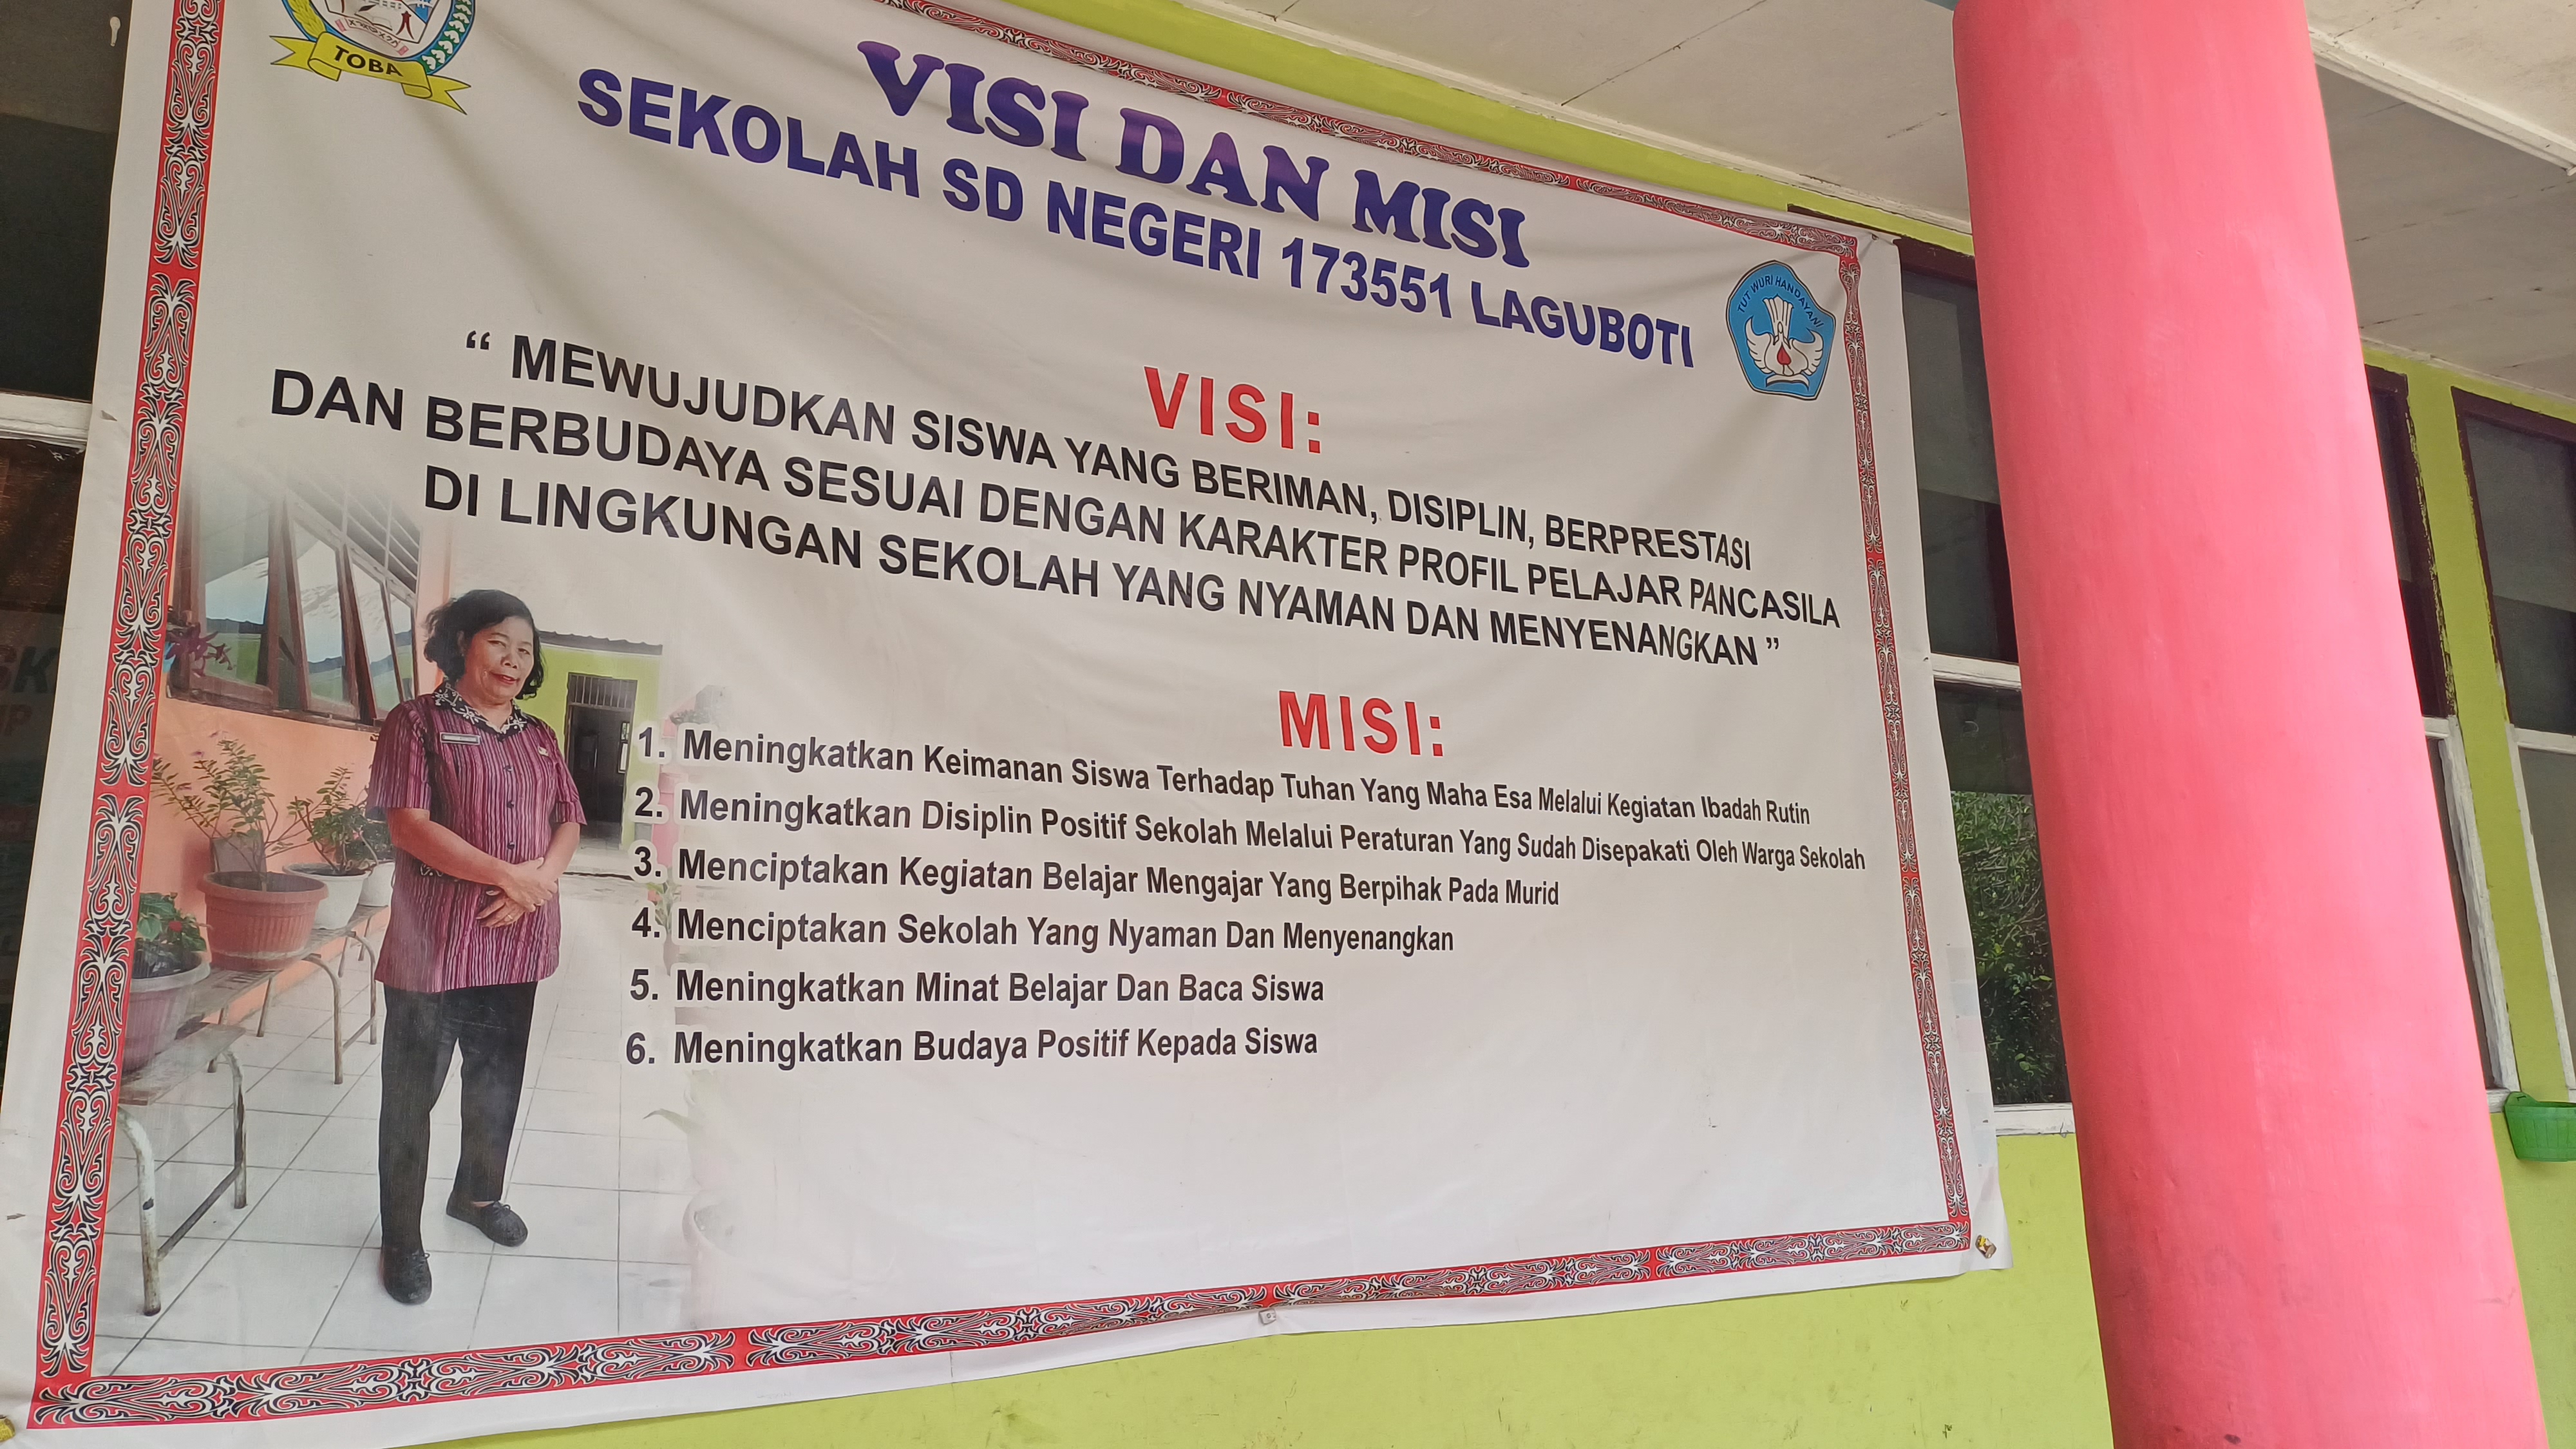 TOBA
VISI DAN MISI
SEKOLAH SD NEGERI 173551 LAGUBOTI
TUT WURI HANDAYANI
VISI:
“ MEWUJUDKAN SISWA YANG BERIMAN, DISIPLIN, BERPRESTASI
DAN BERBUDAYA SESUAI DENGAN KARAKTER PROFIL PELAJAR PANCASILA
DI LINGKUNGAN SEKOLAH YANG NYAMAN DAN MENYENANGKAN ”
MISI:
1. Meningkatkan Keimanan Siswa Terhadap Tuhan Yang Maha Esa Melalui Kegiatan Ibadah Rutin
2. Meningkatkan Disiplin Positif Sekolah Melalui Peraturan Yang Sudah Disepakati Oleh Warga Sekolah
3. Menciptakan Kegiatan Belajar Mengajar Yang Berpihak Pada Murid
4. Menciptakan Sekolah Yang Nyaman Dan Menyenangkan
5. Meningkatkan Minat Belajar Dan Baca Siswa
6. Meningkatkan Budaya Positif Kepada Siswa